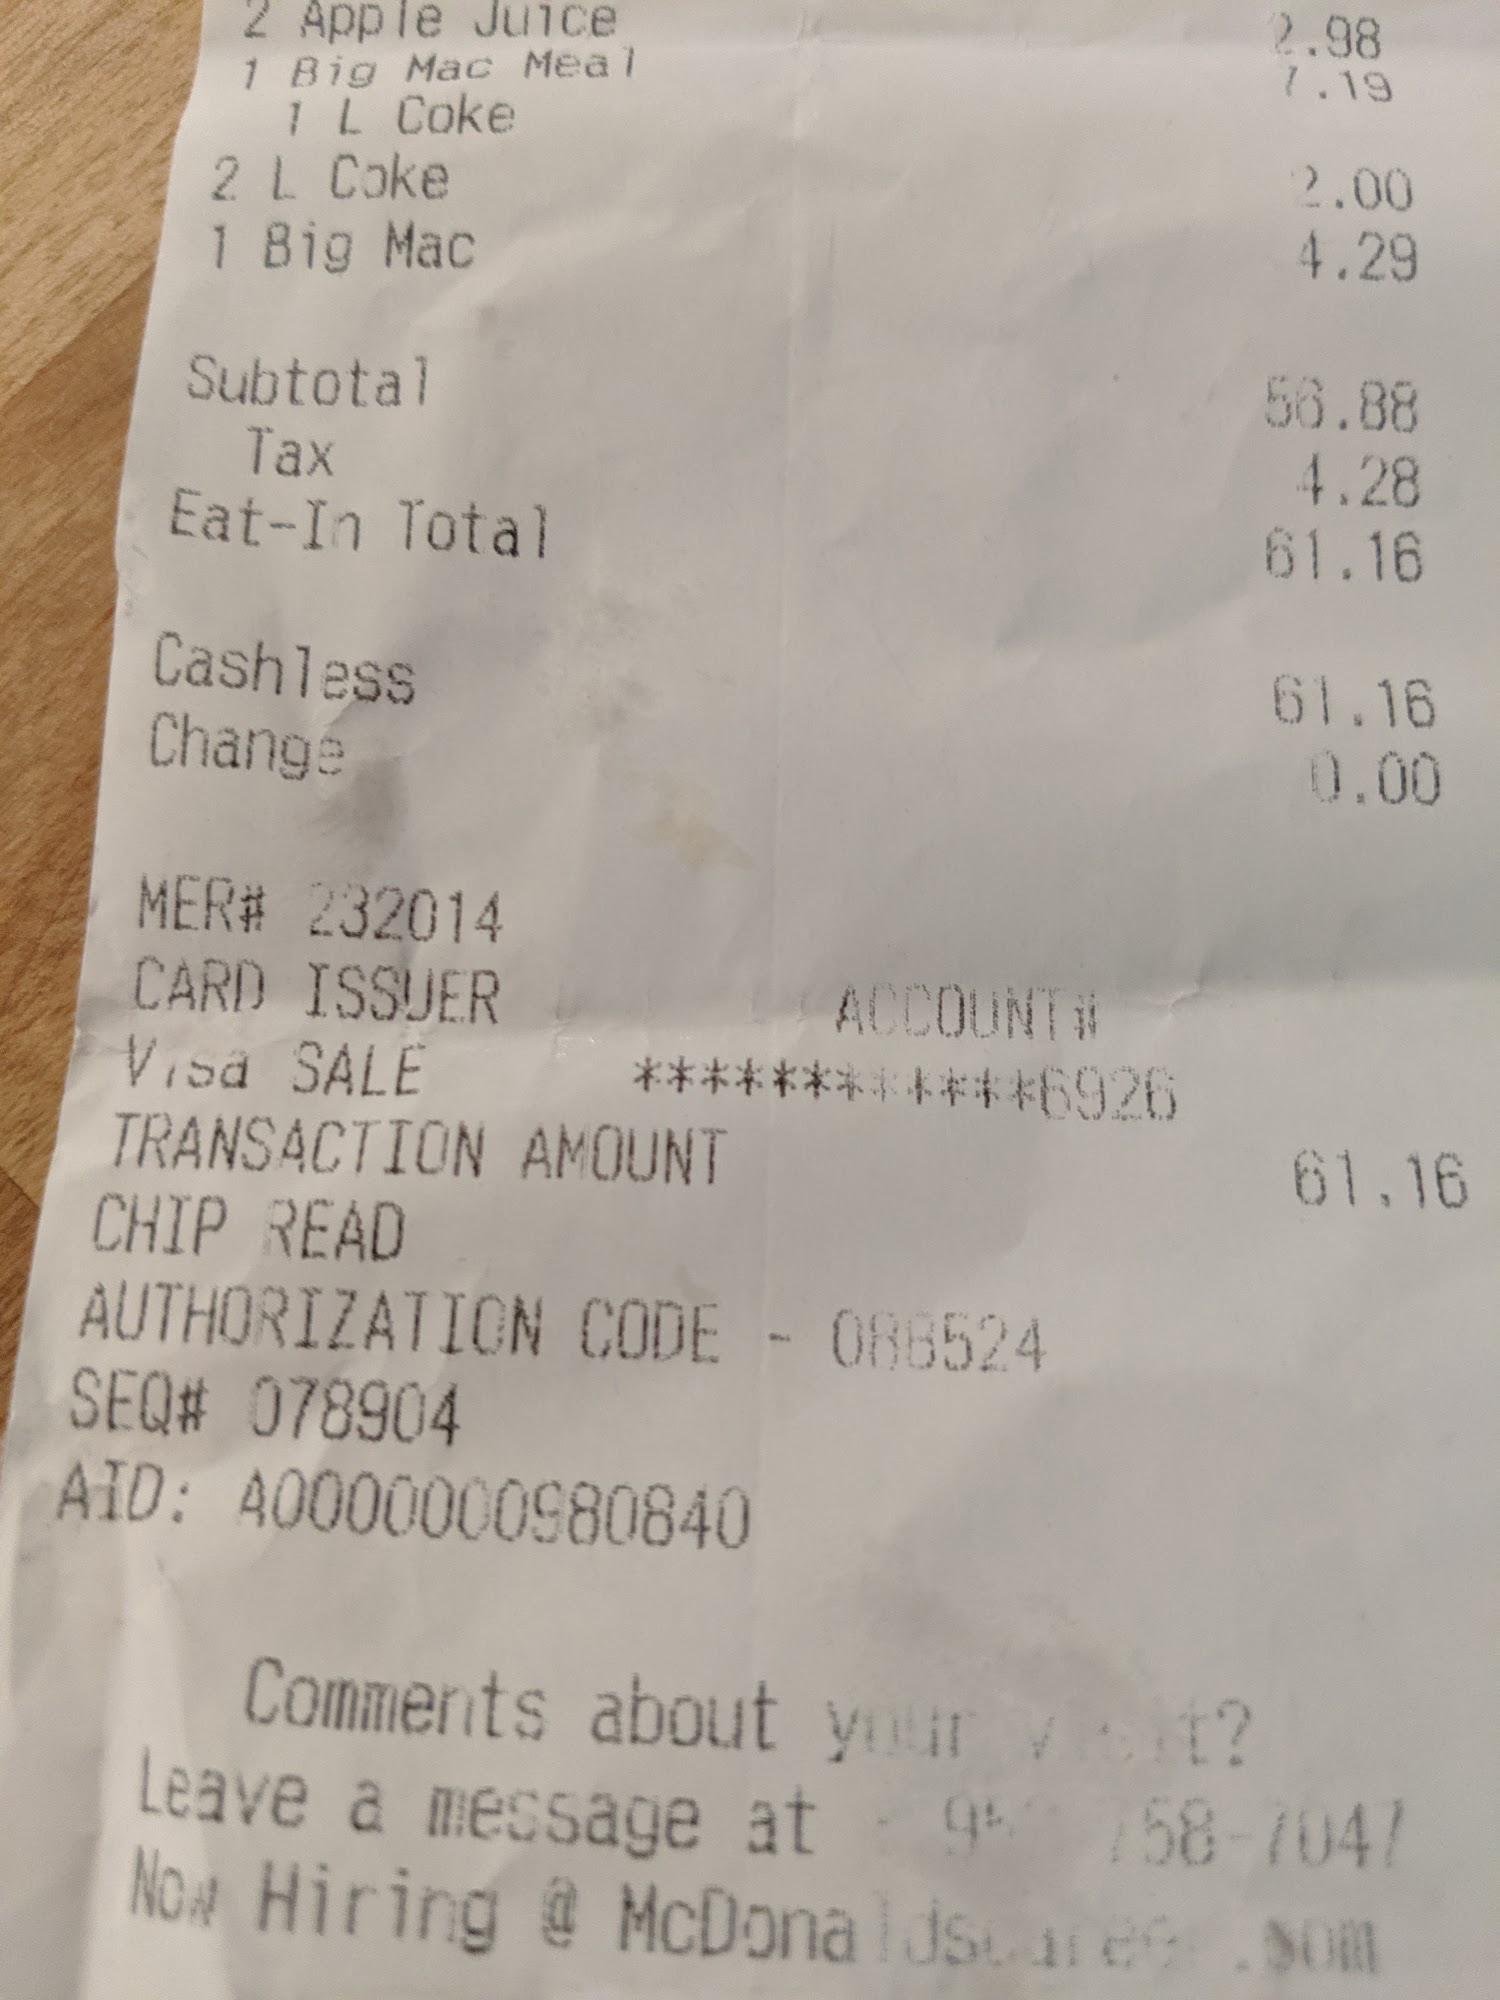 2 Apple Juice 2.98
1 Big Mac Meal 7.19
1 L Coke
2 L Coke 2.00
1 Big Mac 4.29
Subtotal 56.88
Tax 4.28
Eat-In Total 61.16
Cashless 61.16
Change 0.00
MER# 232014
CARD ISSUER ACCOUNT#
Visa SALE ************6926
TRANSACTION AMOUNT 61.16
CHIP READ
AUTHORIZATION CODE - 088524
SEQ# 078904
AID: A0000000980840
Comments about your visit?
Leave a message at 758-7047
Now Hiring @